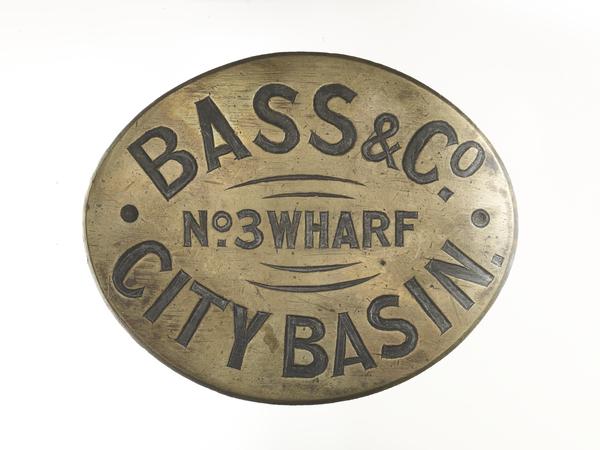 BASS & Co.
No. 3 WHARF
CITY BASIN.